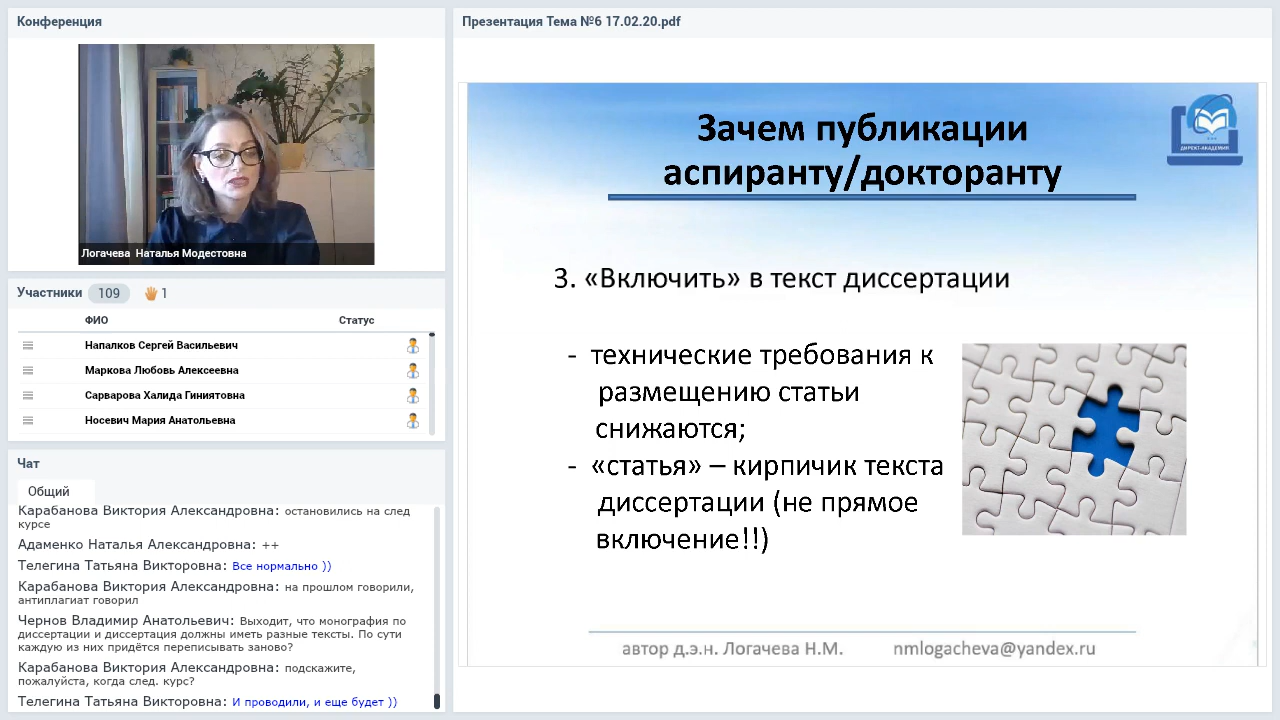 Конференция
Логачева Наталья Модестовна
Участники 109 1
ФИО Статус
Напалков Сергей Васильевич
Маркова Любовь Алексеевна
Сарварова Халида Гиниятовна
Носевич Мария Анатольевна
Чат
Общий
Карабанова Виктория Александровна: остановились на след
курсе
Адаменко Наталья Александровна: ++
Телегина Татьяна Викторовна: Все нормально ))
Карабанова Виктория Александровна: на прошлом говорили,
антиплагиат говорил
Чернов Владимир Анатольевич: Выходит, что монография по
диссертации и диссертация должны иметь разные тексты. По сути
каждую из них придётся переписывать заново?
Карабанова Виктория Александровна: подскажите,
пожалуйста, когда след. курс?
Телегина Татьяна Викторовна: И проводили, и еще будет ))
Презентация Тема №6 17.02.20.pdf
Зачем публикации
аспиранту/докторанту
ДИРЕКТ-АКАДЕМИЯ
3. «Включить» в текст диссертации
- технические требования к
размещению статьи
снижаются;
- «статья» – кирпичик текста
диссертации (не прямое
включение!!)
автор д.э.н. Логачева Н.М. nmlogacheva@yandex.ru